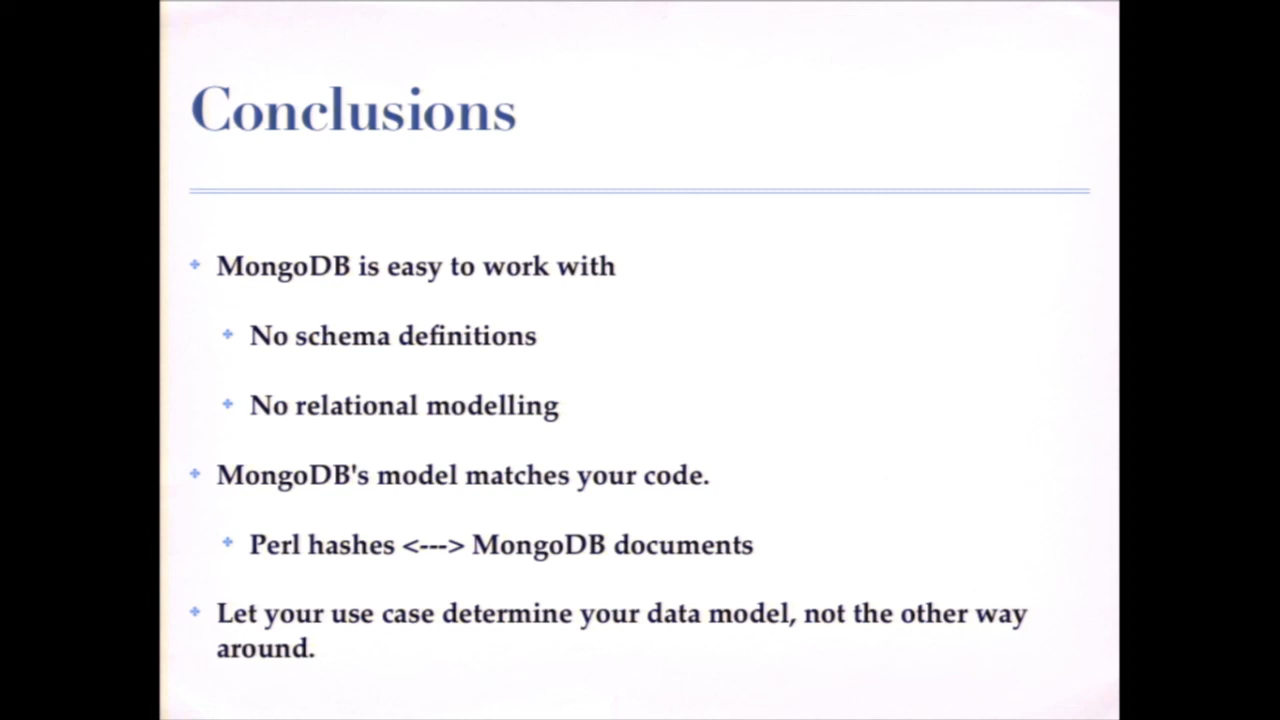 Conclusions
MongoDB is easy to work with
No schema definitions
No relational modelling
MongoDB's model matches your code.
Perl hashes <---> MongoDB documents
Let your use case determine your data model, not the other way
around.